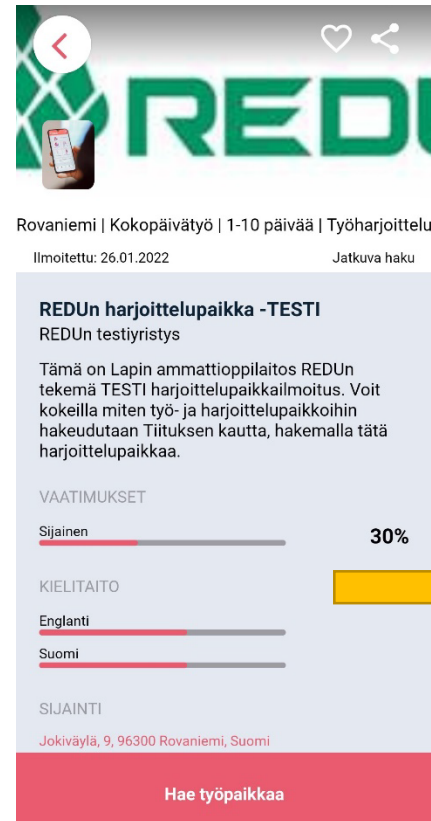 REDU
Rovaniemi | Kokopäivätyö | 1-10 päivää | Työharjoittelu
Ilmoitettu: 26.01.2022 Jatkuva haku
REDUn harjoittelupaikka -TESTI
REDUn testiyristys
Tämä on Lapin ammattioppilaitos REDUn
tekemä TESTI harjoittelupaikkailmoitus. Voit
kokeilla miten työ- ja harjoittelupaikkoihin
hakeudutaan Tiituksen kautta, hakemalla tätä
harjoittelupaikkaa.
VAATIMUKSET
Sijainen
30%
KIELITAITO
Englanti
Suomi
SIJAINTI
Jokiväylä, 9, 96300 Rovaniemi, Suomi
Hae työpaikkaa